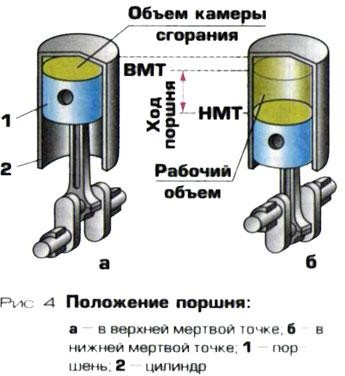 Объем камеры
сгорания
ВМТ
Ход
поршня
НМТ
1
2
Рабочий
объем
а
б
Рис 4 Положение поршня:
а – в верхней мертвой точке; б – в
нижней мертвой точке; 1 – пор
шень; 2 – цилиндр